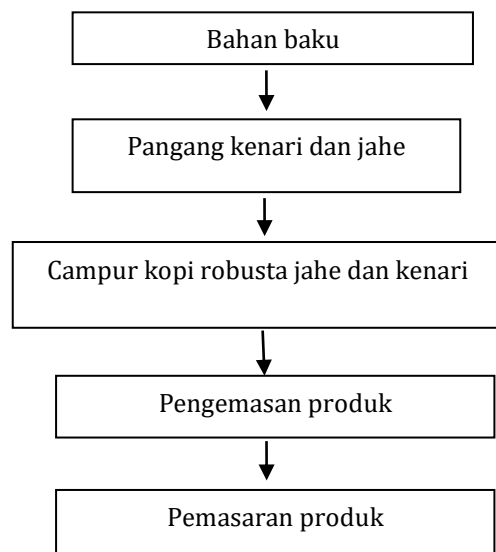 Bahan baku
Pangang kenari dan jahe
Campur kopi robusta jahe dan kenari
Pengemasan produk
Pemasaran produk